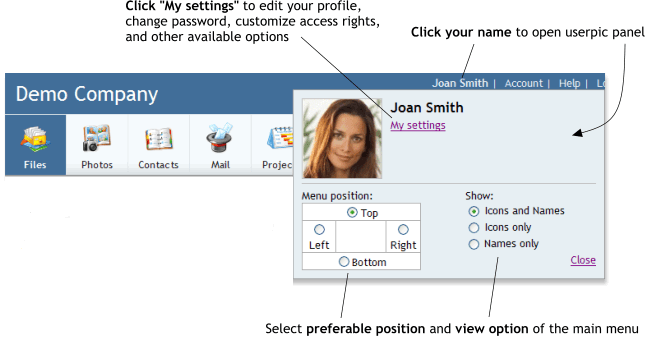 Click "My settings" to edit your profile,
change password, customize access rights,
and other available options
Click your name to open userpic panel
Joan Smith | Account | Help |
Demo Company
Joan Smith
My settings
Files Photos Contacts Mail
Menu position:
Top
Left Right
Bottom
Show:
Icons and Names
Icons only
Names only
Close
Select preferable position and view option of the main menu